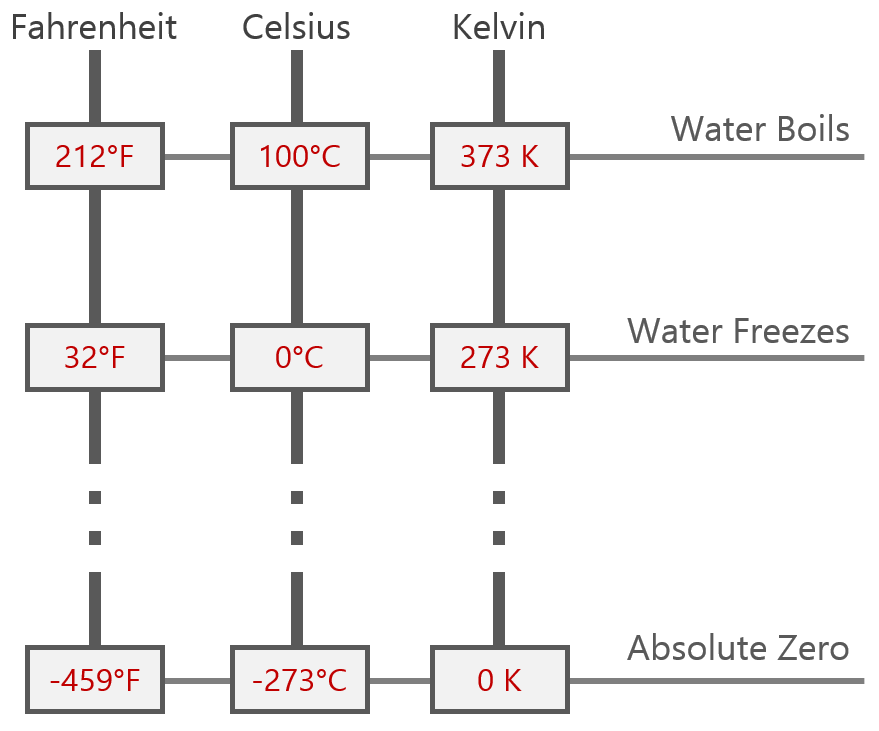 Fahrenheit Celsius Kelvin
Water Boils
212°F 100°C 373 K
Water Freezes
32°F 0°C 273 K
Absolute Zero
-459°F -273°C 0 K